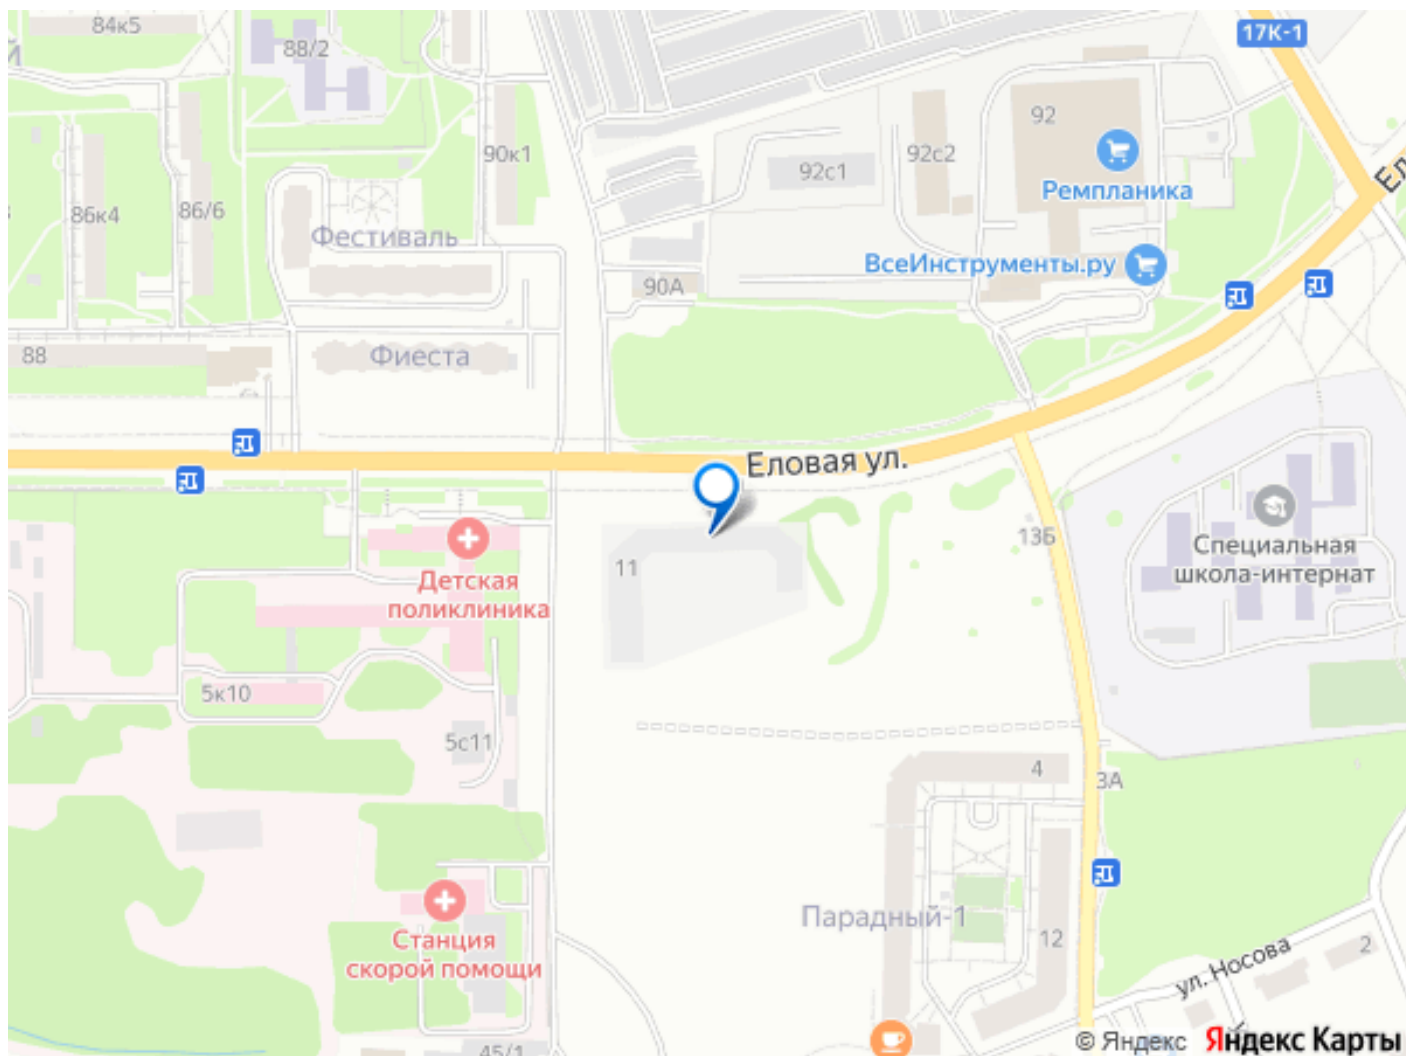 84к5
17К-1
88/2
й
92
90к1
92с2
92с1
Ремпланика
86к4
86/6
Фестиваль
ВсеИнструменты.ру
90А
88
Фиеста
Еловая ул.
11
13Б
Специальная
школа-интернат
Детская
поликлиника
5к10
5с11
4
3А
Парадный-1
12
Станция
скорой помощи
ул. Носова
2
45/1
© Яндекс Яндекс Карты